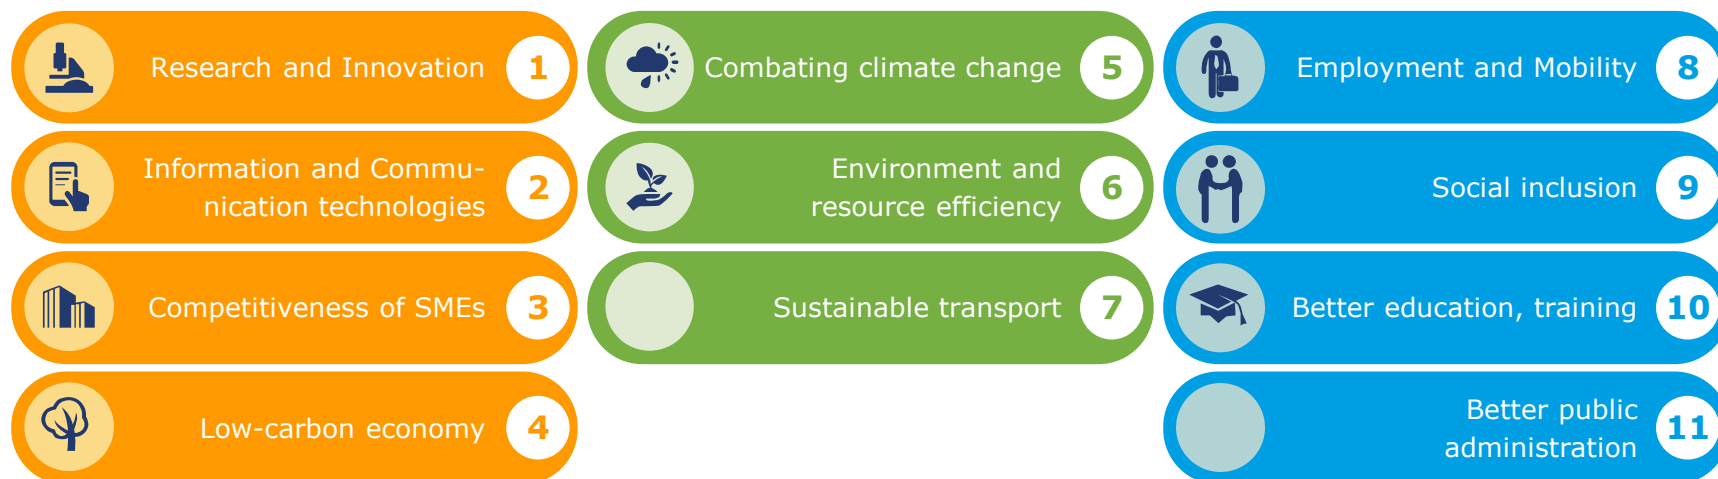 Research and Innovation 1
Information and Commu-
nication technologies 2
Competitiveness of SMEs 3
Low-carbon economy 4
Combating climate change 5
Environment and
resource efficiency 6
Sustainable transport 7
Employment and Mobility 8
Social inclusion 9
Better education, training 10
Better public
administration 11